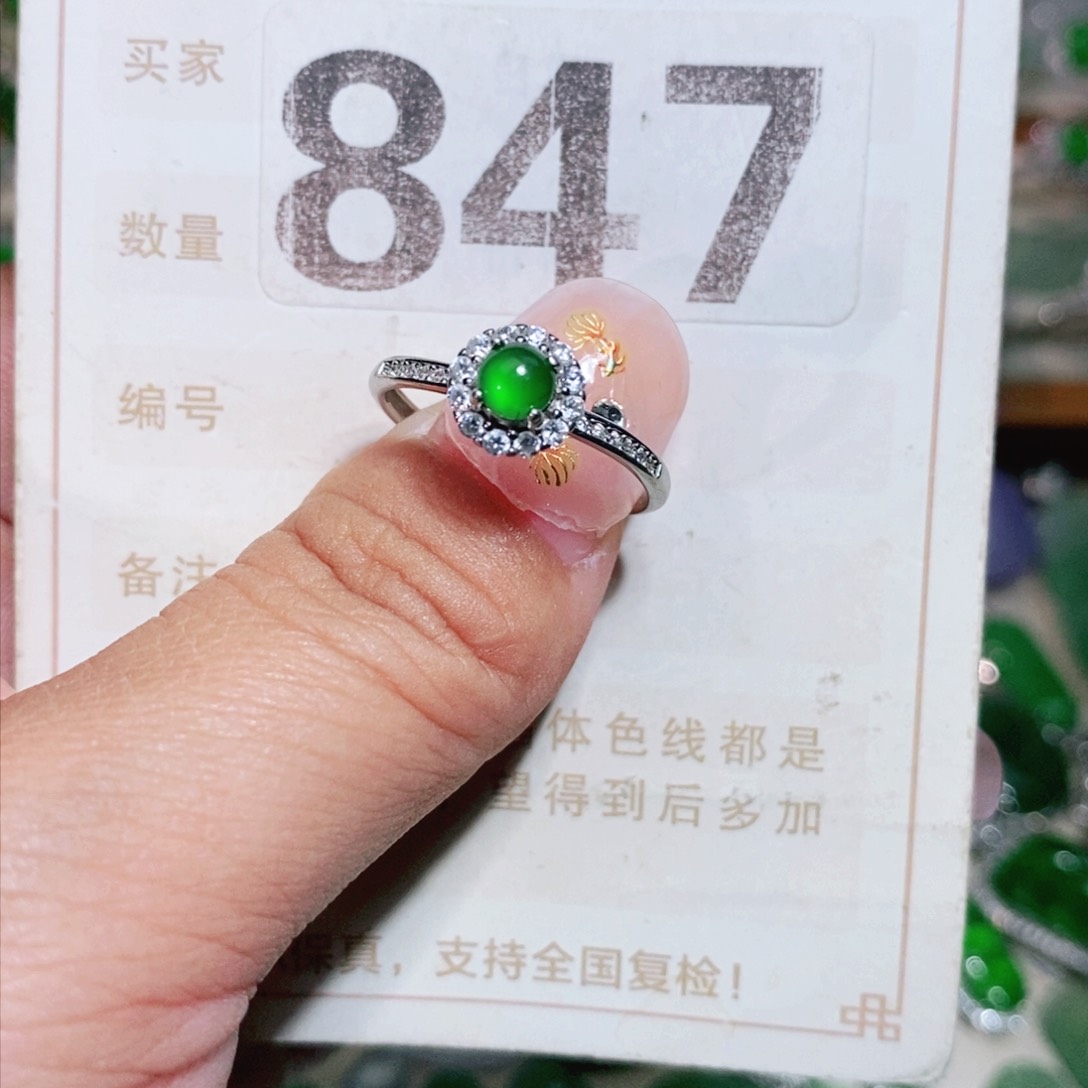 买家
847
数量
编号
备注
体色线都是
望得到后多加
保真，支持全国复检！